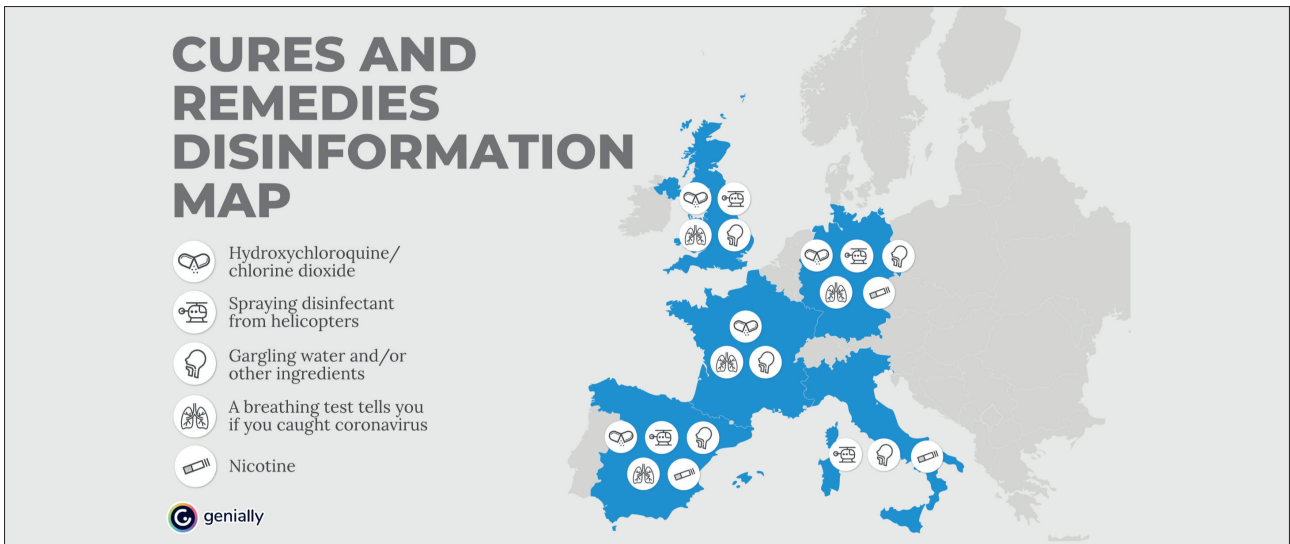 CURES AND
REMEDIES
DISINFORMATION
MAP
Hydroxychloroquine/
chlorine dioxide
Spraying disinfectant
from helicopters
Gargling water and/or
other ingredients
A breathing test tells you
if you caught coronavirus
Nicotine
genially